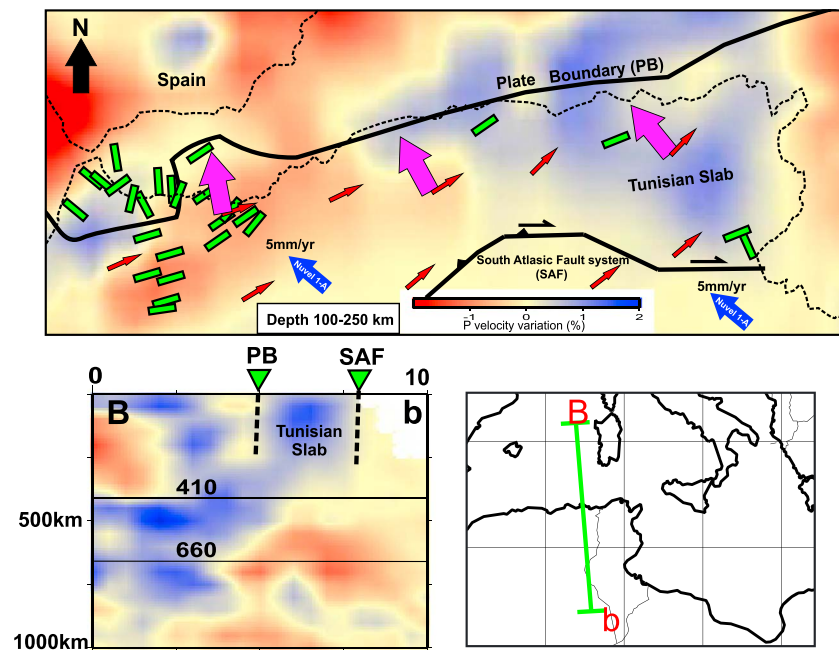 N
Spain
Plate Boundary (PB)
Tunisian Slab
5mm/yr
Nuvel 1-A
South Atlasic Fault system
(SAF)
5mm/yr
Nuvel 1-A
Depth 100-250 km
-1 0 1 2
P velocity variation (%)
PB SAF
0 10
B b
Tunisian
Slab
410
500km
660
1000km
B
b